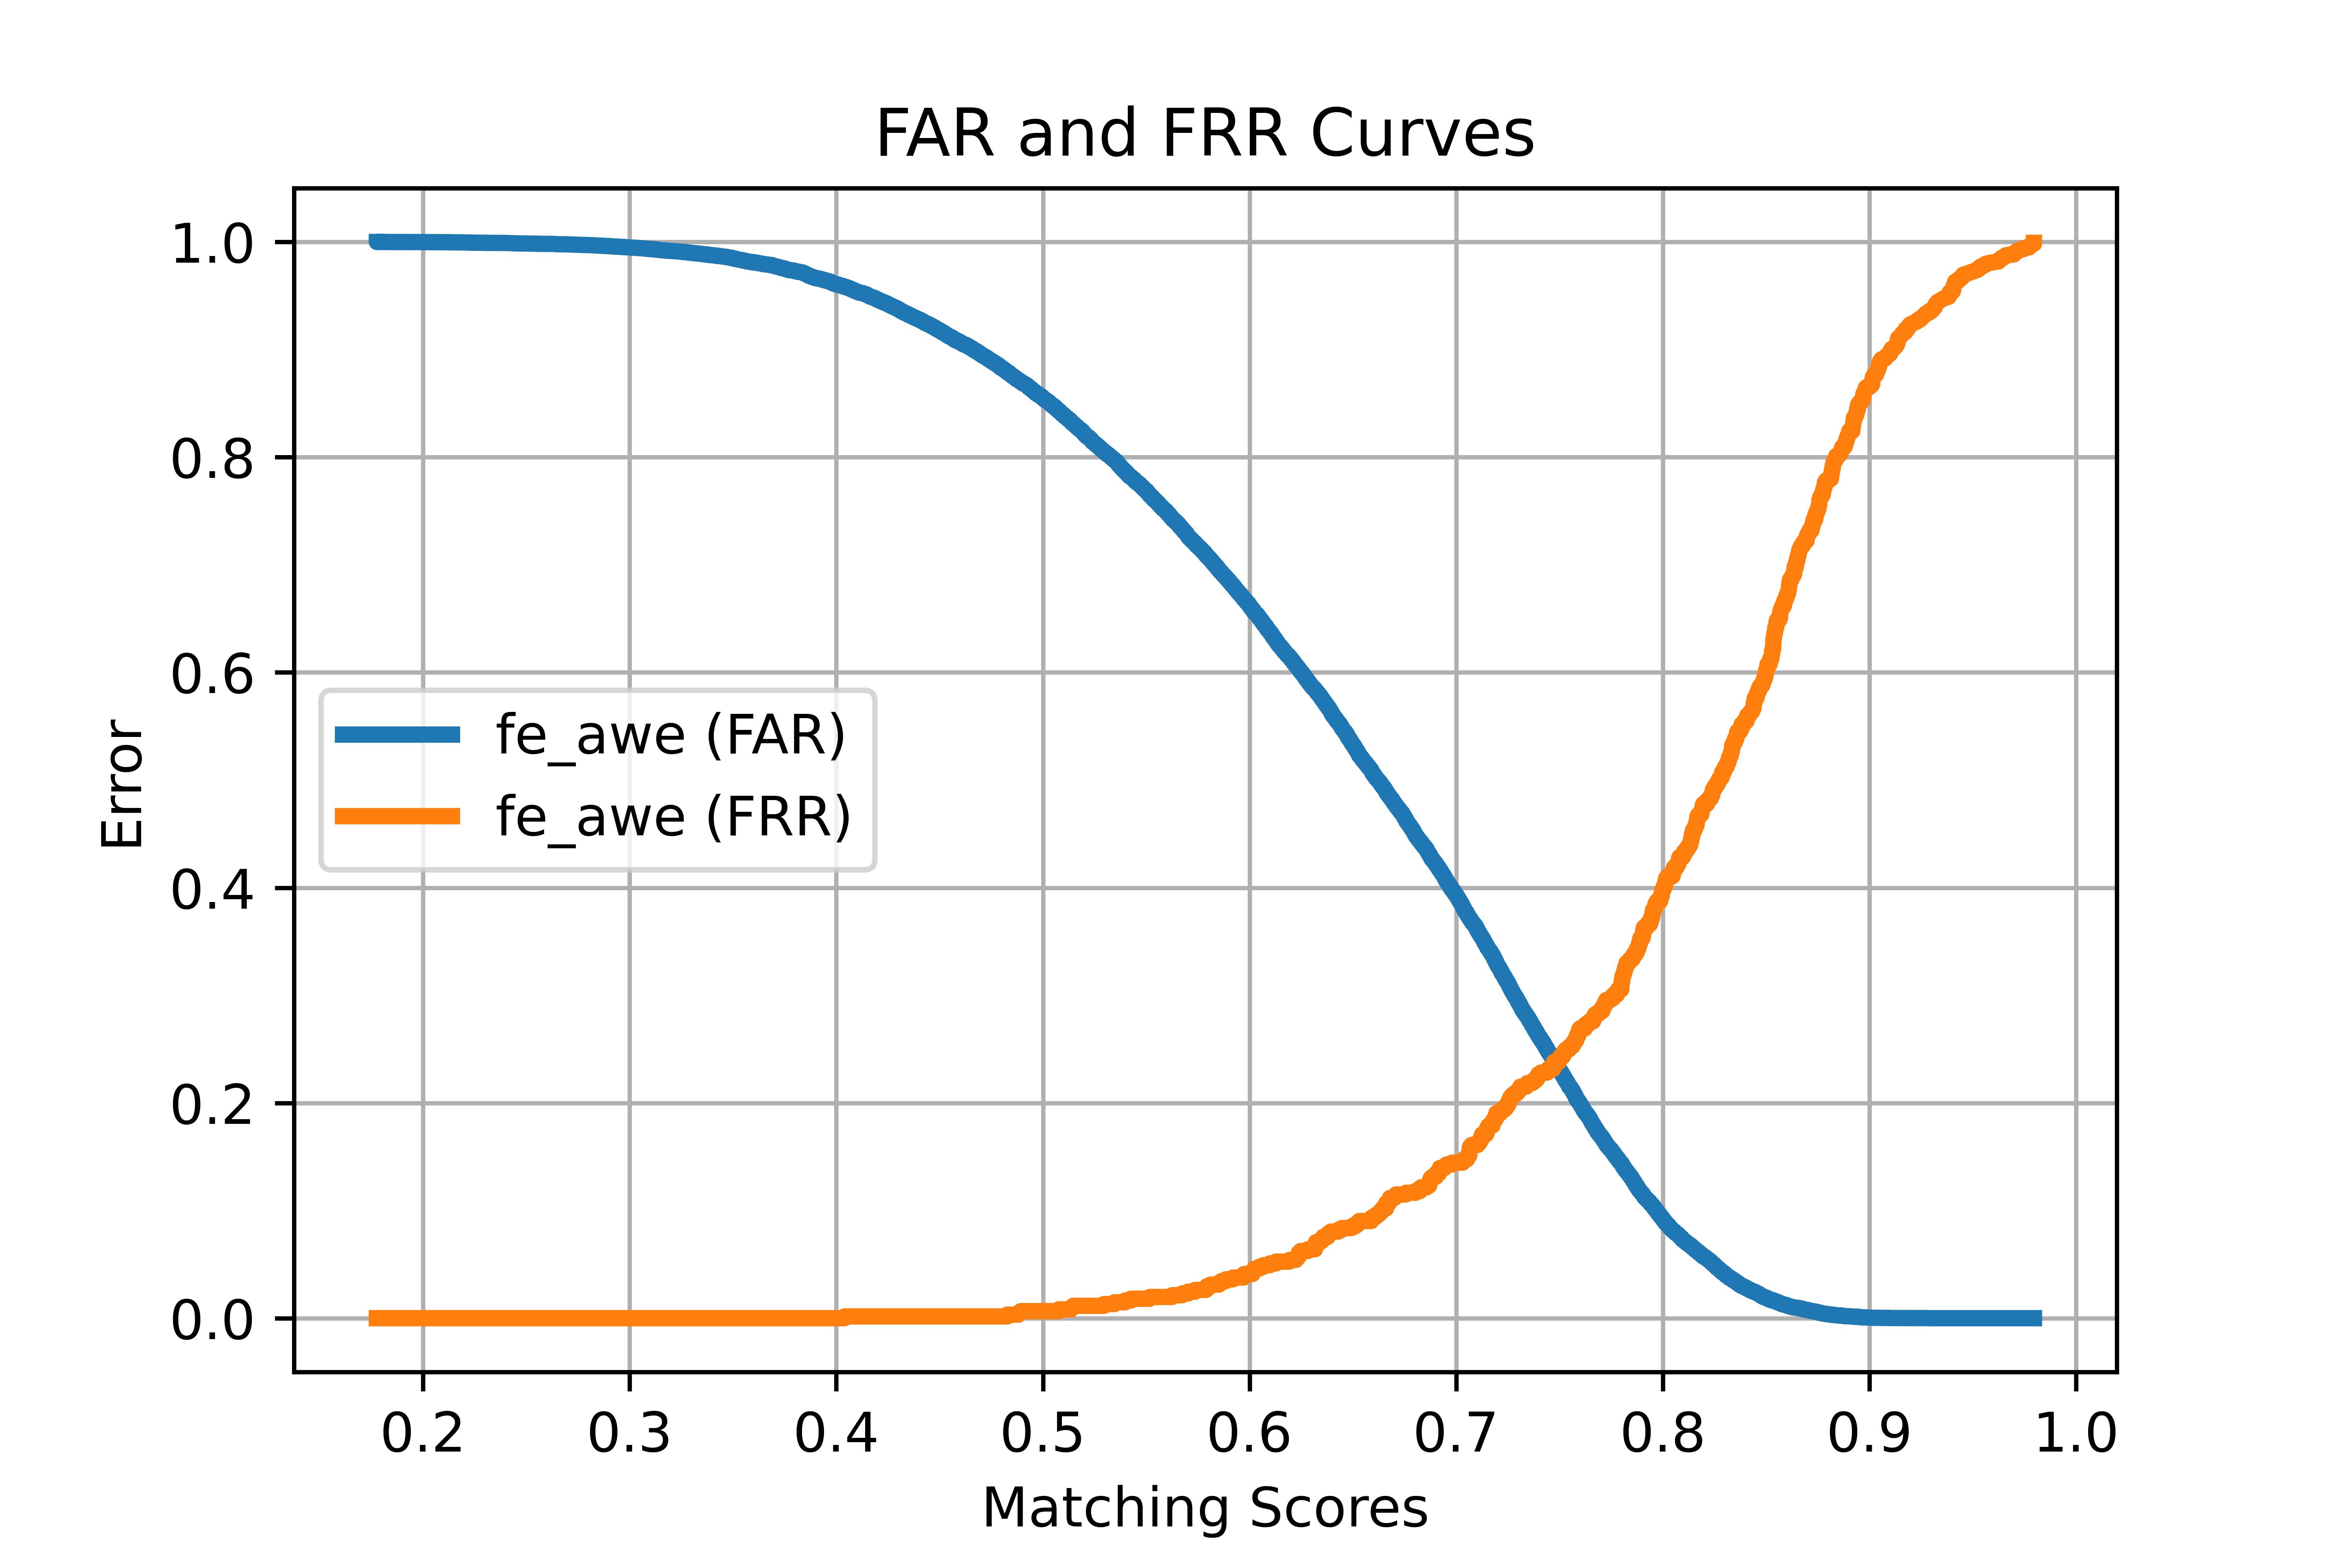 FAR and FRR Curves
1.0
0.8
0.6
0.4
0.2
0.0
Error
fe_awe (FAR)
fe_awe (FRR)
0.2 0.3 0.4 0.5 0.6 0.7 0.8 0.9 1.0
Matching Scores